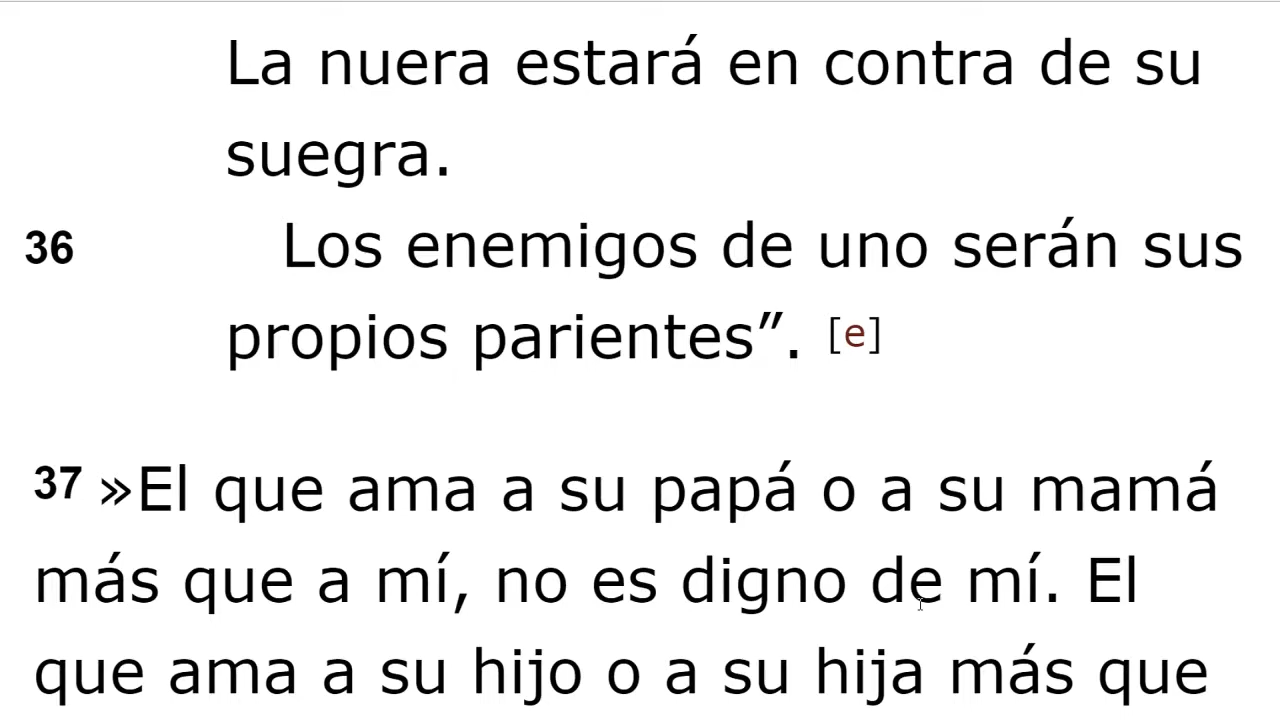 La nuera estará en contra de su
suegra.
36 Los enemigos de uno serán sus
propios parientes”. [e]
37 »El que ama a su papá o a su mamá
más que a mí, no es digno de mí. El
que ama a su hijo o a su hija más que